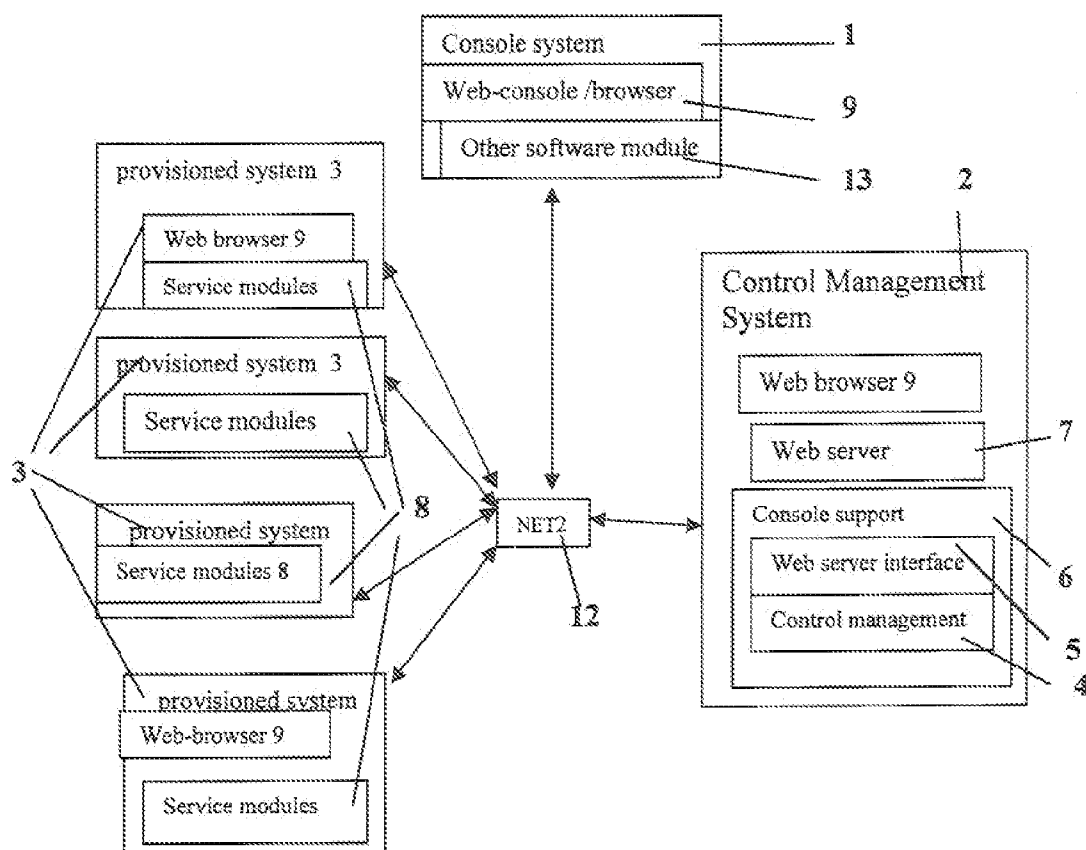 Console system
1
Web-console /browser
9
Other software module
13
provisioned system 3
Web browser 9
Service modules
provisioned system 3
Service modules
3
provisioned system
Service modules 8
8
provisioned system
Web-browser 9
Service modules
NET2
12
2
Control Management
System
Web browser 9
Web server
7
Console support
6
Web server interface
5
Control management
4